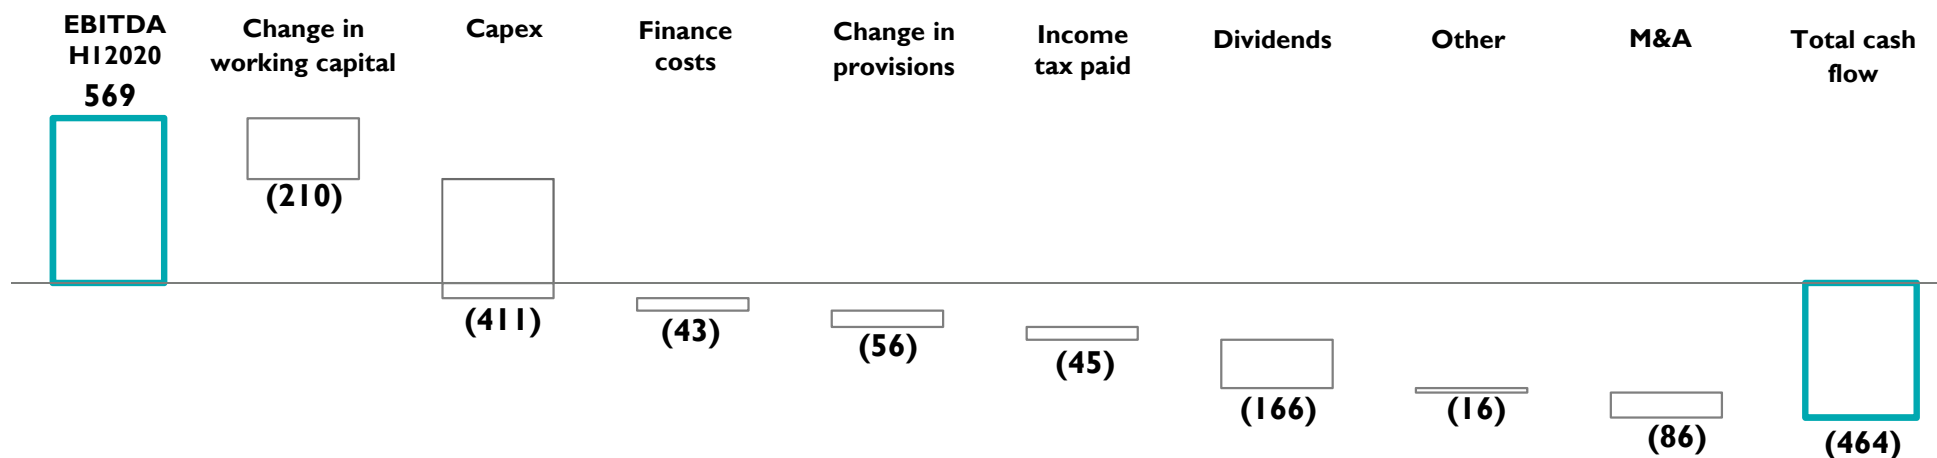 EBITDA
H12020
569
Change in
working capital
(210)
Capex
(411)
Finance
costs
(43)
Change in
provisions
(56)
Income
tax paid
(45)
Dividends
(166)
Other
(16)
M&A
(86)
Total cash
flow
(464)